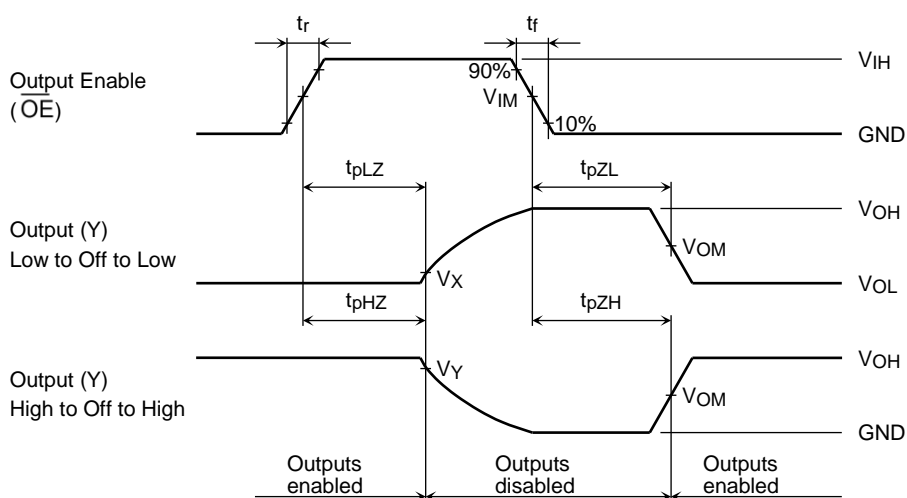 tr
tf
Output Enable
(OE)
90%
VIM
10%
VIH
GND
tpLZ
tpZL
Output (Y)
Low to Off to Low
VX
VOM
VOH
VOL
tpHZ
tpZH
Output (Y)
High to Off to High
VY
VOM
VOH
GND
Outputs
enabled
Outputs
disabled
Outputs
enabled